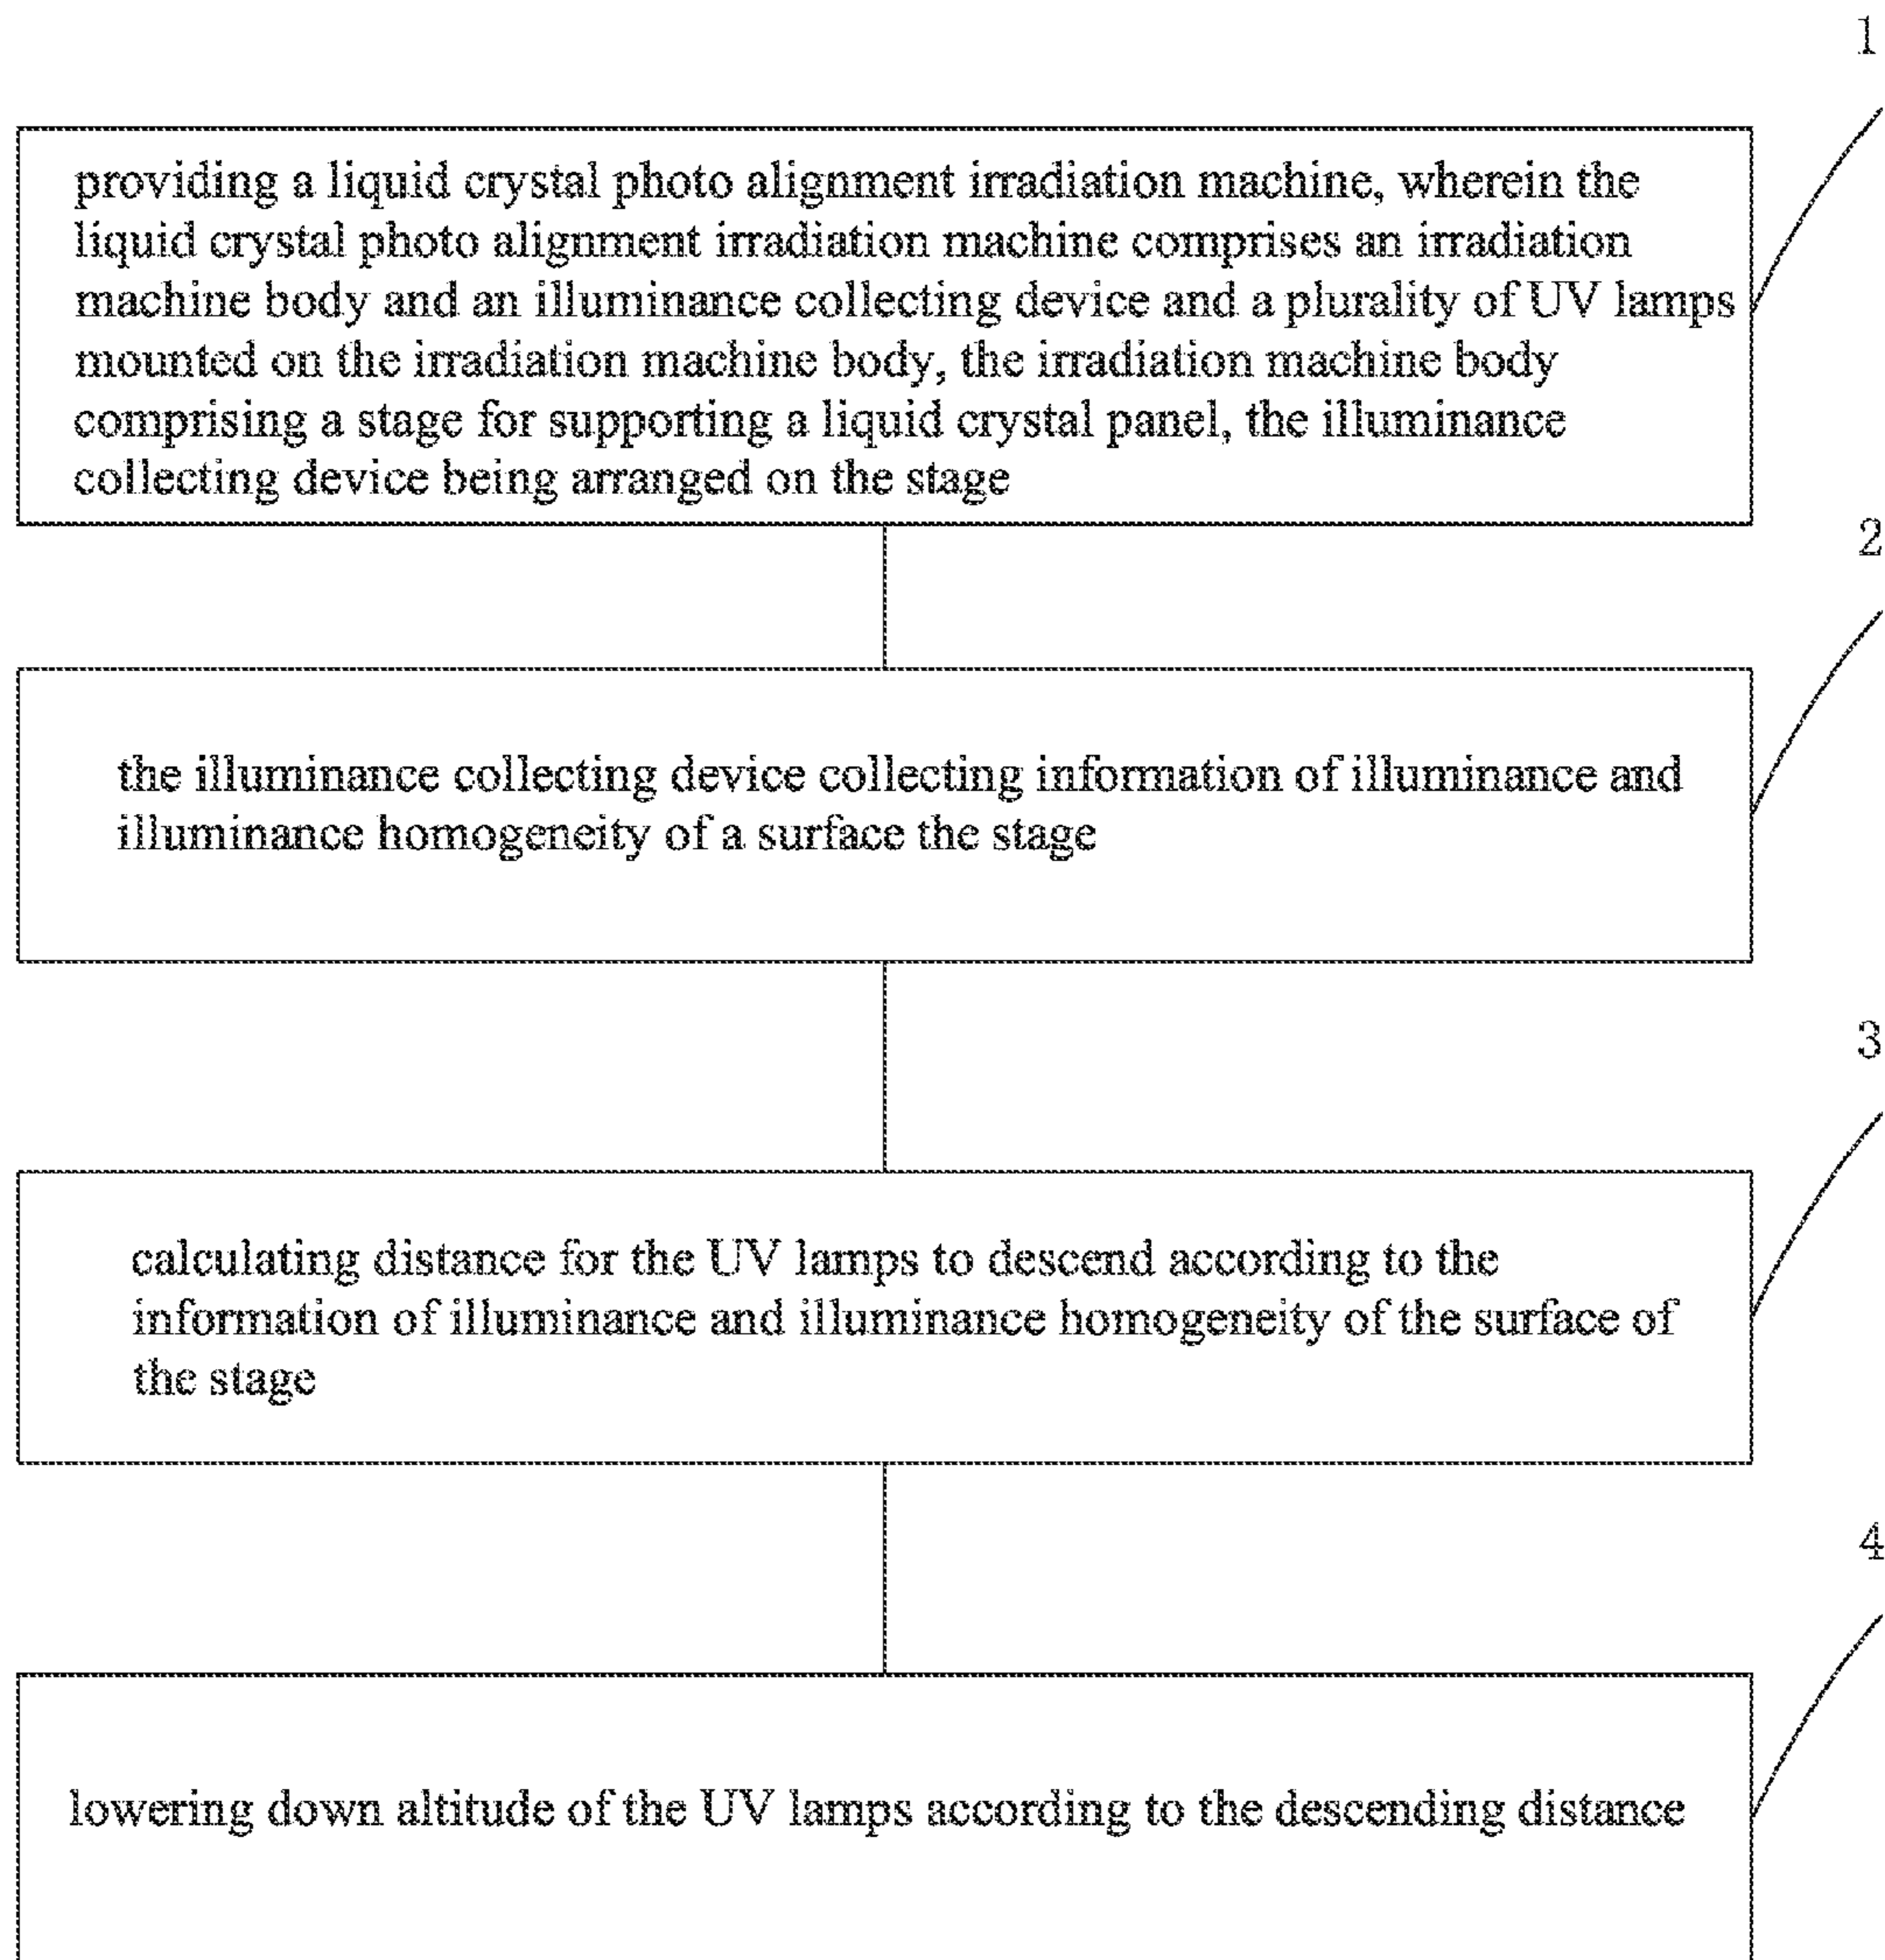 1
providing a liquid crystal photo alignment irradiation machine, wherein the
liquid crystal photo alignment irradiation machine comprises an irradiation
machine body and an illuminance collecting device and a plurality of UV lamps
mounted on the irradiation machine body, the irradiation machine body
comprising a stage for supporting a liquid crystal panel, the illuminance
collecting device being arranged on the stage
2
the illuminance collecting device collecting information of illuminance and
illuminance homogeneity of a surface the stage
3
calculating distance for the UV lamps to descend according to the
information of illuminance and illuminance homogeneity of the surface of
the stage
4
lowering down altitude of the UV lamps according to the descending distance